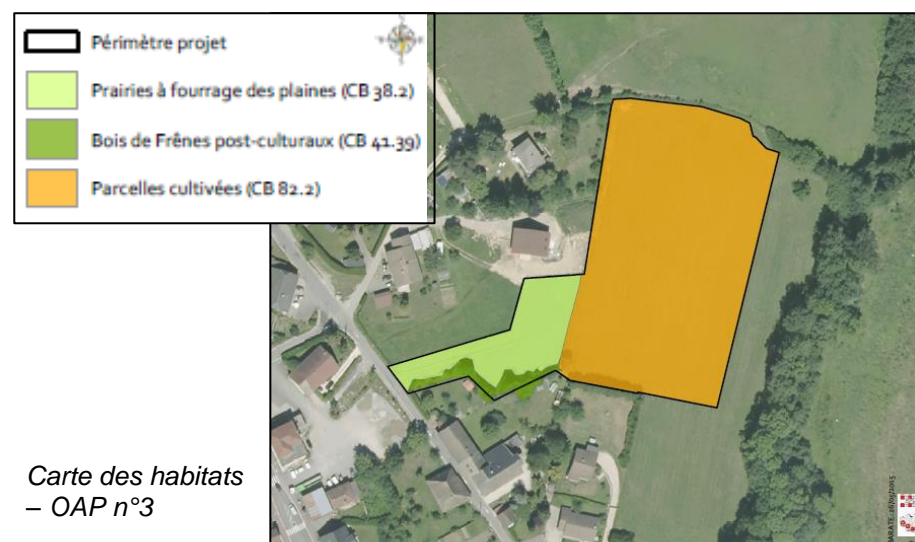 Périmètre projet
Prairies à fourrage des plaines (CB 38.2)
Bois de Frênes post-culturaux (CB 41.39)
Parcelles cultivées (CB 82.2)
Carte des habitats
– OAP n°3